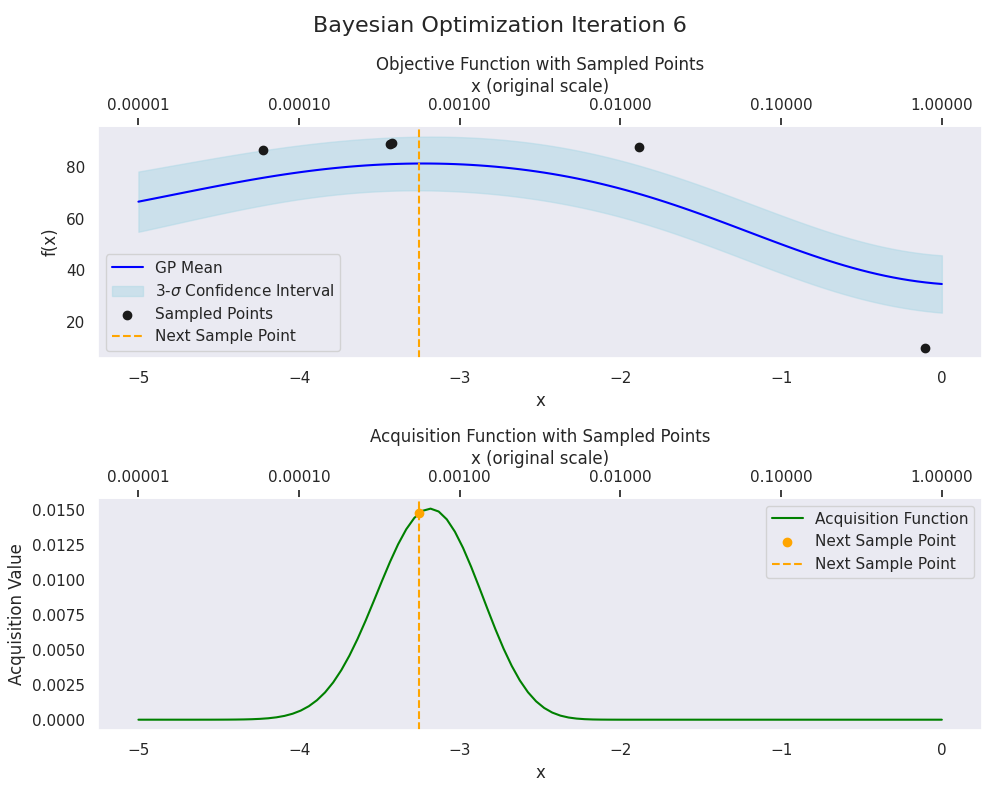 Bayesian Optimization Iteration 6
Objective Function with Sampled Points
x (original scale)
0.00001 0.00010 0.00100 0.01000 0.10000 1.00000
80
60
40
20
f(x)
GP Mean
3-σ Confidence Interval
Sampled Points
Next Sample Point
−5 −4 −3 −2 −1 0
x
Acquisition Function with Sampled Points
x (original scale)
0.00001 0.00010 0.00100 0.01000 0.10000 1.00000
0.0150
0.0125
0.0100
0.0075
0.0050
0.0025
0.0000
Acquisition Value
Acquisition Function
Next Sample Point
Next Sample Point
−5 −4 −3 −2 −1 0
x